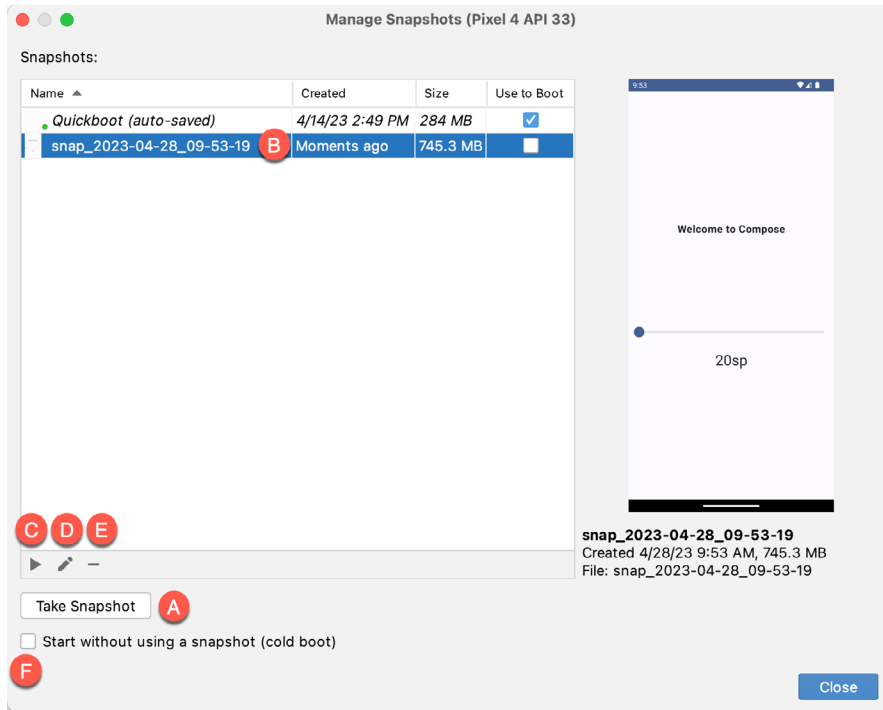 Manage Snapshots (Pixel 4 API 33)
Snapshots:
Name Created Size Use to Boot
Quickboot (auto-saved) 4/14/23 2:49 PM 284 MB
snap_2023-04-28_09-53-19 B Moments ago 745.3 MB
9:53
Welcome to Compose
20sp
C D E
snap_2023-04-28_09-53-19
Created 4/28/23 9:53 AM, 745.3 MB
File: snap_2023-04-28_09-53-19
Take Snapshot A
Start without using a snapshot (cold boot)
F
Close